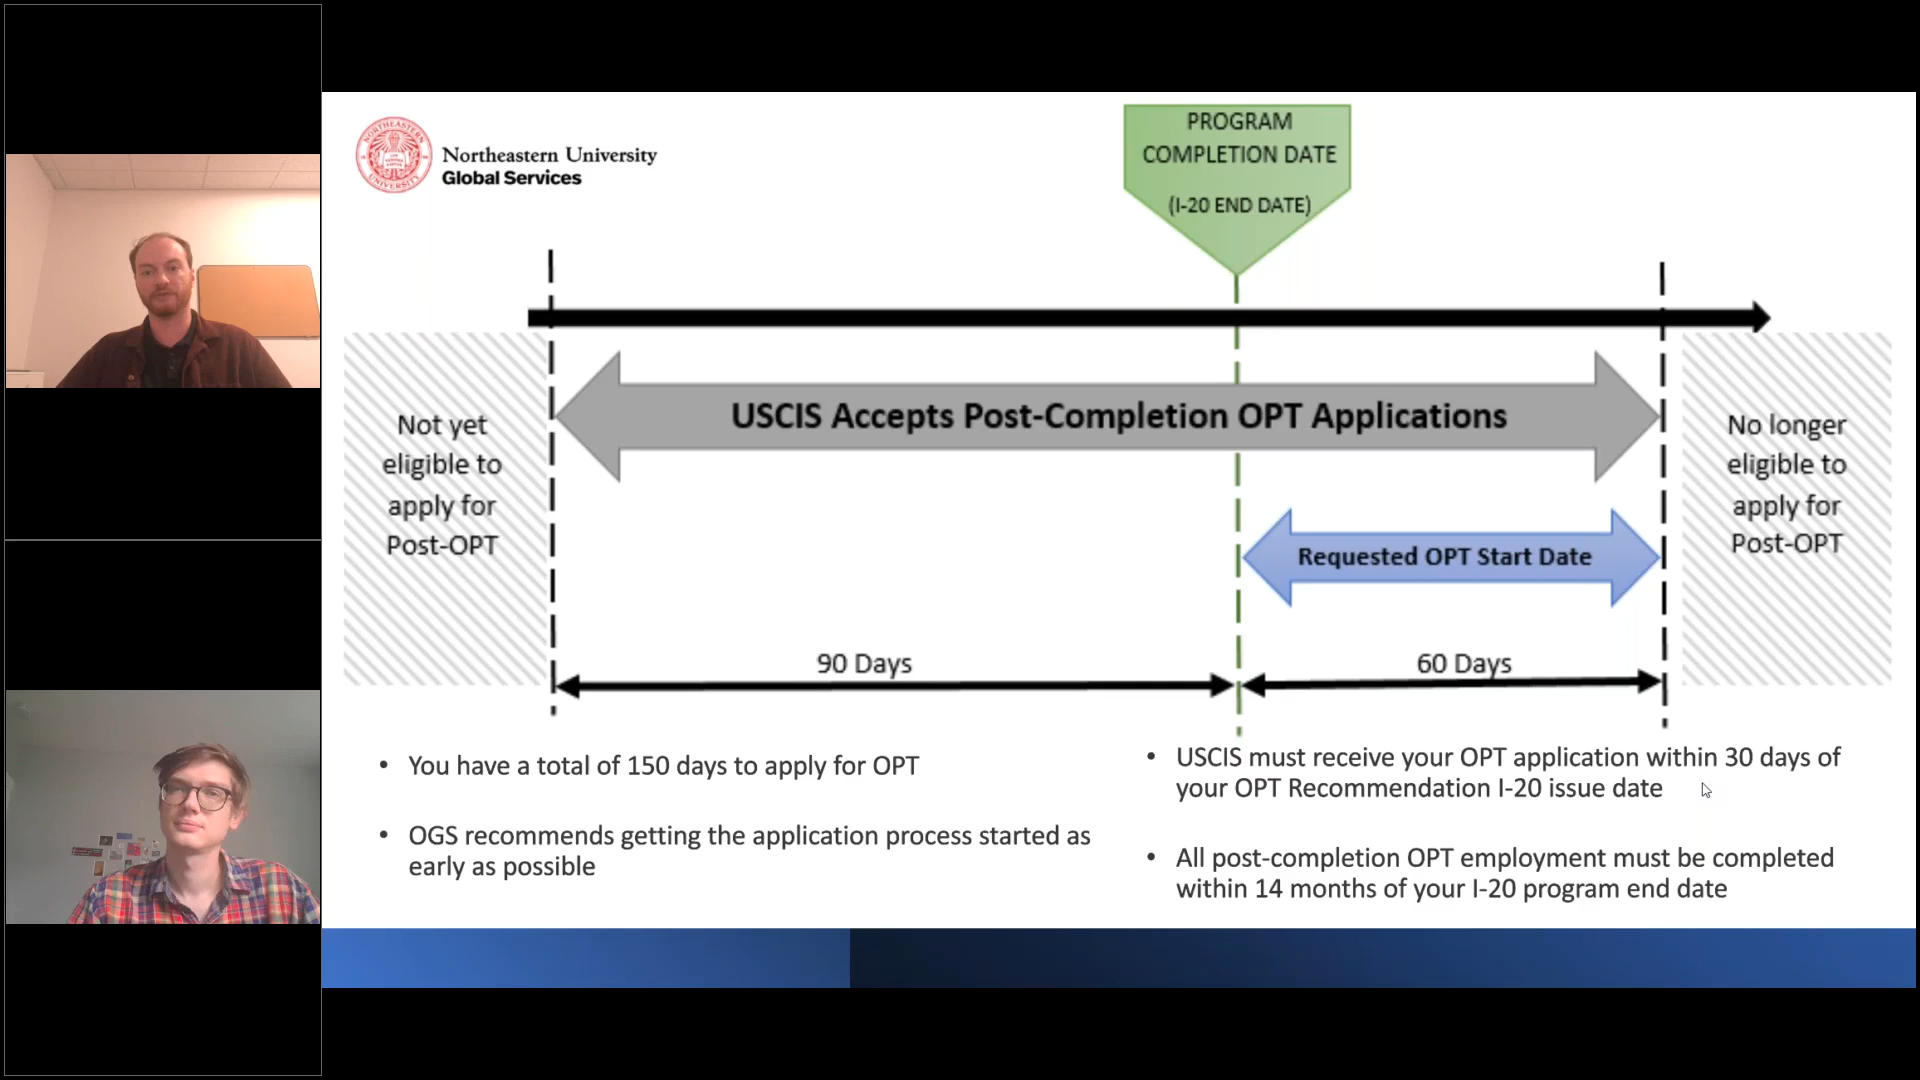 NORTHEASTERN
UNIVERSITY
Northeastern University
Global Services
PROGRAM
COMPLETION DATE
(I-20 END DATE)
Not yet
eligible to
apply for
Post-OPT
USCIS Accepts Post-Completion OPT Applications
Requested OPT Start Date
No longer
eligible to
apply for
Post-OPT
90 Days
60 Days
• You have a total of 150 days to apply for OPT
• OGS recommends getting the application process started as
early as possible
• USCIS must receive your OPT application within 30 days of
your OPT Recommendation I-20 issue date
• All post-completion OPT employment must be completed
within 14 months of your I-20 program end date